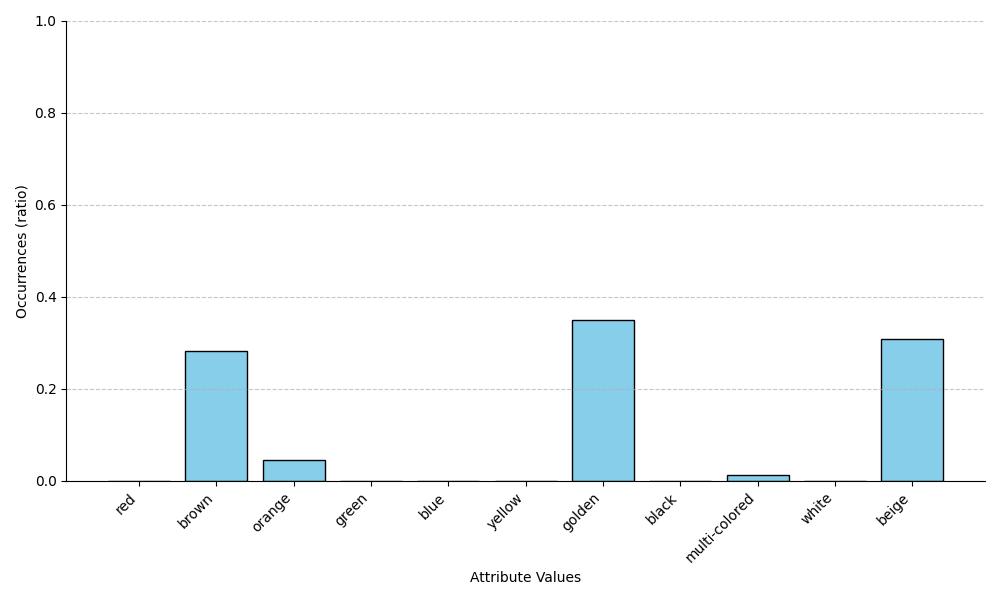 1.0
0.8
0.6
0.4
0.2
0.0
Occurrences (ratio)
red
brown
orange
green
blue
yellow
golden
black
multi-colored
white
beige
Attribute Values